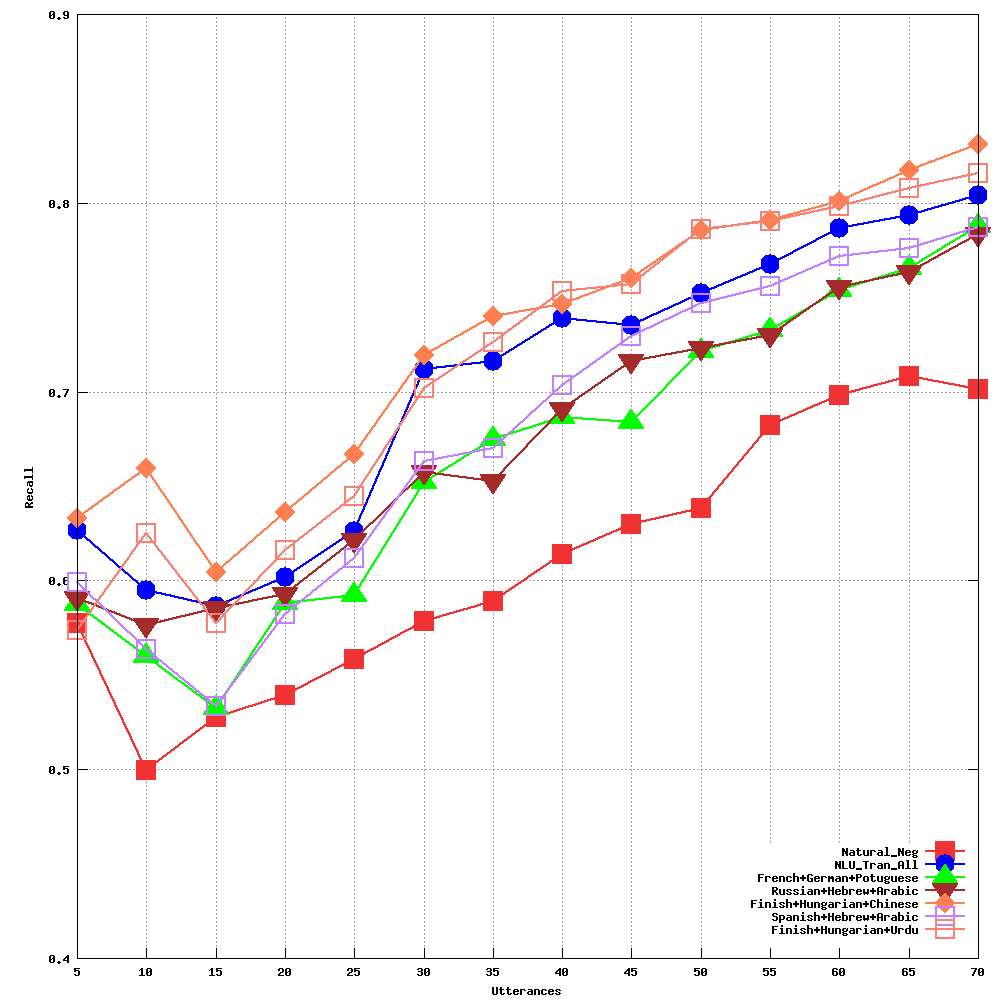 0.9
0.8
0.7
0.6
0.5
0.4
Recall
5 10 15 20 25 30 35 40 45 50 55 60 65 70
Utterances
Natural_Neg
NLU_Tran_All
French+German+Potuguese
Russian+Hebrew+Arabic
Finish+Hungarian+Chinese
Spanish+Hebrew+Arabic
Finish+Hungarian+Urdu